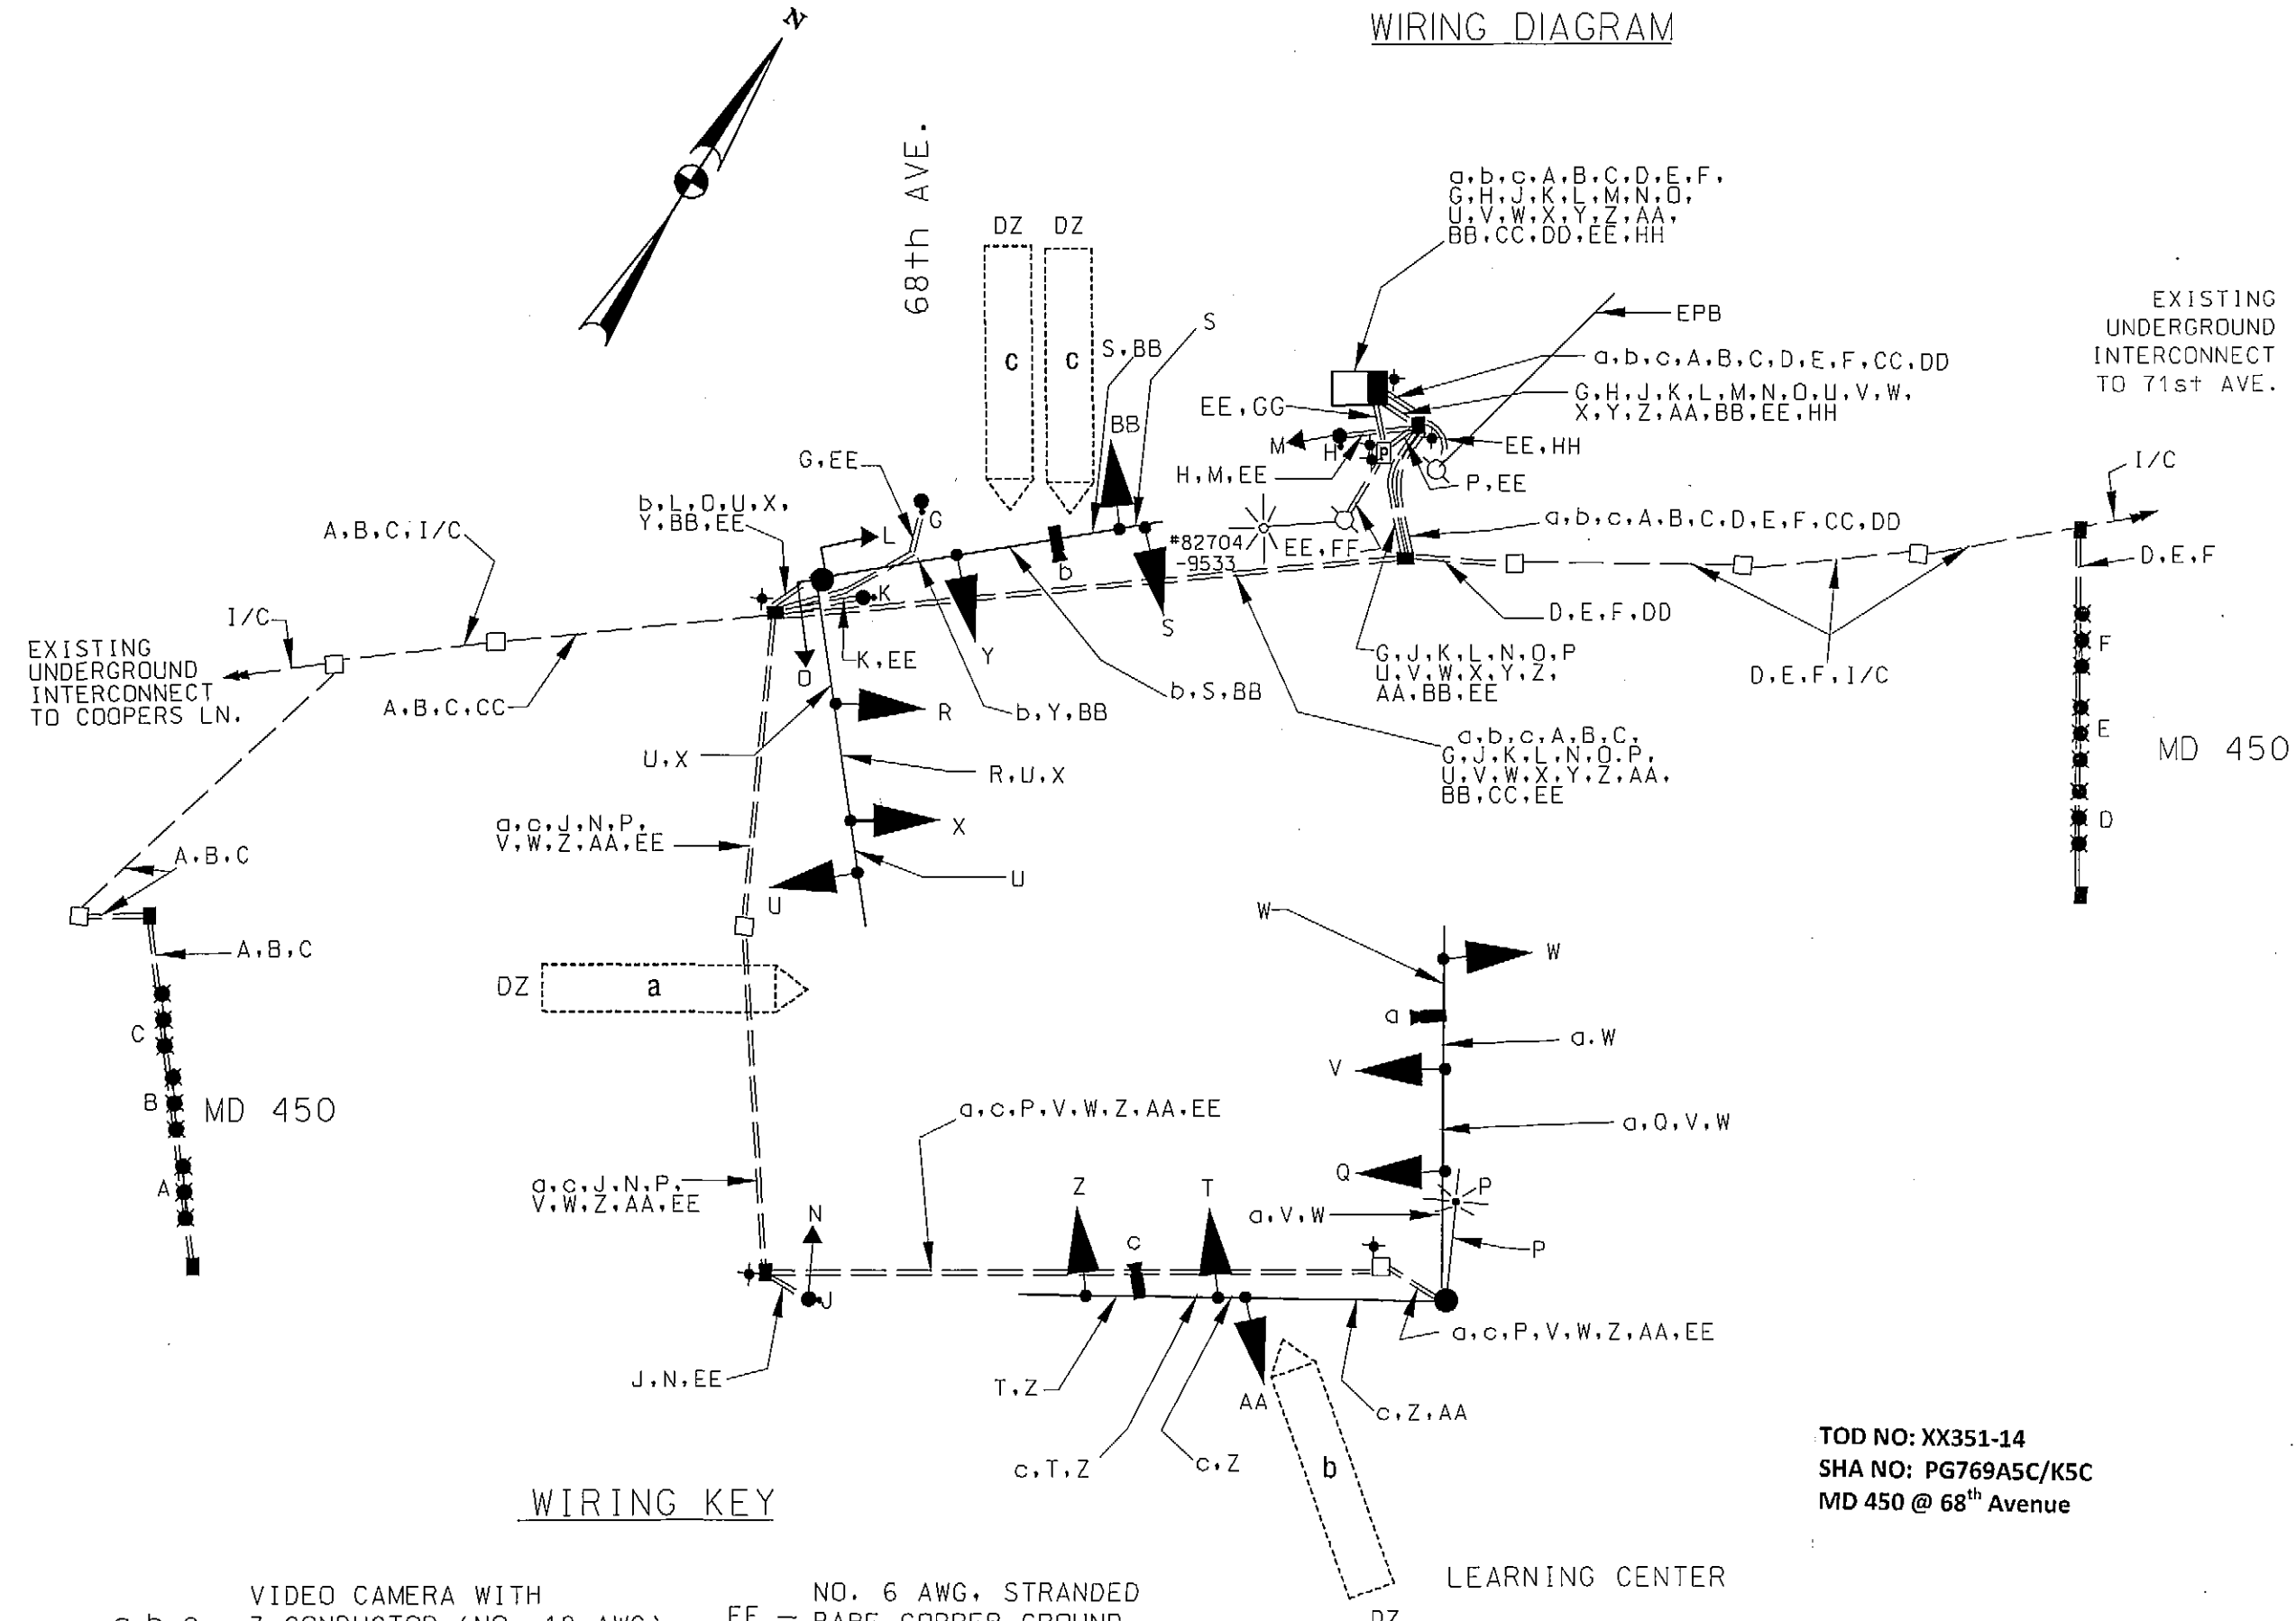 WIRING DIAGRAM
N
68th AVE.
DZ
DZ
c
c
a,b,c,A,B,C,D,E,F,
G,H,J,K,L,M,N,O,
U,V,W,X,Y,Z,AA,
BB,CC,DD,EE,HH
EPB
EXISTING
UNDERGROUND
INTERCONNECT
TO 71st AVE.
S
S,BB
a,b,c,A,B,C,D,E,F,CC,DD
G,H,J,K,L,M,N,O,U,V,W,
X,Y,Z,AA,BB,EE,HH
EE,GG
BB
M
H
P
EE,HH
I/C
G,EE
H,M,EE
P,EE
b,L,O,U,X,
Y,BB,EE
A,B,C,I/C
G
L
#82704
-9533
EE,FF
a,b,c,A,B,C,D,E,F,CC,DD
b
D,E,F
K
D,E,F,DD
I/C
S
F
EXISTING
UNDERGROUND
INTERCONNECT
TO COOPERS LN.
K,EE
Y
O
G,J,K,L,N,O,P
U,V,W,X,Y,Z,
AA,BB,EE
D,E,F,I/C
A,B,C,CC
b,S,BB
R
b,Y,BB
E
MD 450
U,X
R,U,X
a,b,c,A,B,C,
G,J,K,L,N,O.P,
U,V,W,X,Y,Z,AA,
BB,CC,EE
D
a,c,J,N,P,
V,W,Z,AA,EE
X
A,B,C
U
U
W
A,B,C
W
DZ
a
a
C
a.W
V
B
MD 450
a,c,P,V,W,Z,AA,EE
a,Q,V,W
A
a,c,J,N,P,
V,W,Z,AA,EE
Z
T
Q
P
N
a,V,W
c
P
J
a,c,P,V,W,Z,AA,EE
J,N,EE
T,Z
AA
c,Z,AA
c,T,Z
c,Z
b
TOD NO: XX351-14
SHA NO: PG769A5C/K5C
MD 450 @ 68th Avenue
WIRING KEY
LEARNING CENTER
VIDEO CAMERA WITH
NO. 6 AWG, STRANDED
EE – BARE COPPER GROUND
DZ